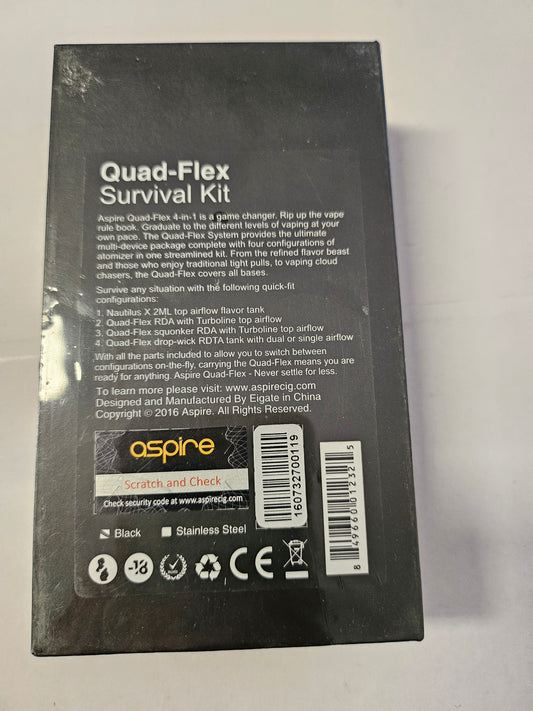 Quad-Flex
Survival Kit
Aspire Quad-Flex 4-in-1 is a game changer. Rip up the vape
rule book. Graduate to the different levels of vaping at your
own pace. The Quad-Flex System provides the ultimate
multi-device package complete with four configurations of
atomizer in one streamlined kit. From the refined flavor beast
and those who enjoy traditional tight pulls, to vaping cloud
chasers, the Quad-Flex covers all bases.
Survive any situation with the following quick-fit
configurations:
1. Nautilus X 2ML top airflow flavor tank
2. Quad-Flex RDA with Turboline top airflow
3. Quad-Flex squonker RDA with Turboline top airflow
4. Quad-Flex drop-wick RDTA tank with dual or single airflow
With all the parts included to allow you to switch between
configurations on-the-fly, carrying the Quad-Flex means you are
ready for anything. Aspire Quad-Flex - Never settle for less.
To learn more please visit: www.aspirecig.com
Designed and Manufactured By Eigate in China
Copyright © 2016 Aspire. All Rights Reserved.
aspire
Scratch and Check
Check security code at www.aspirecig.com
160732700119
8 49660 01232 5
Black
Stainless Steel
-18
CE